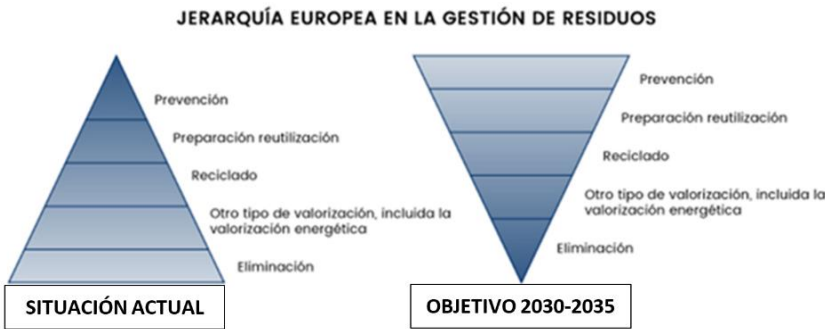 JERARQUÍA EUROPEA EN LA GESTIÓN DE RESIDUOS
Prevención
Preparación reutilización
Reciclado
Otro tipo de valorización, incluida la
valorización energética
Eliminación
SITUACIÓN ACTUAL
Prevención
Preparación reutilización
Reciclado
Otro tipo de valorización, incluida la
valorización energética
Eliminación
OBJETIVO 2030-2035